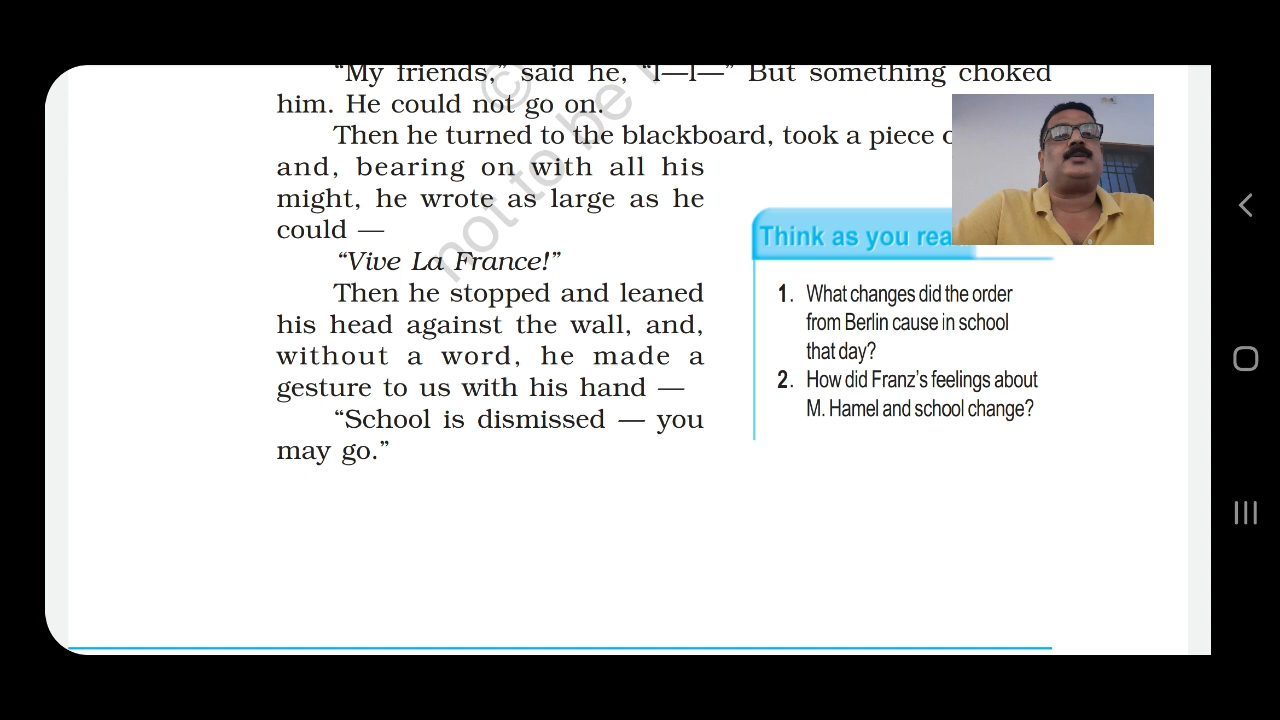 “My friends,” said he, “I—I—” But something choked
him. He could not go on.
Then he turned to the blackboard, took a piece
and, bearing on with all his
might, he wrote as large as he
could —
“Vive La France!”
Then he stopped and leaned
his head against the wall, and,
without a word, he made a
gesture to us with his hand —
“School is dismissed — you
may go.”
© not to be
Think as you
1. What changes did the order
from Berlin cause in school
that day?
2. How did Franz’s feelings about
M. Hamel and school change?